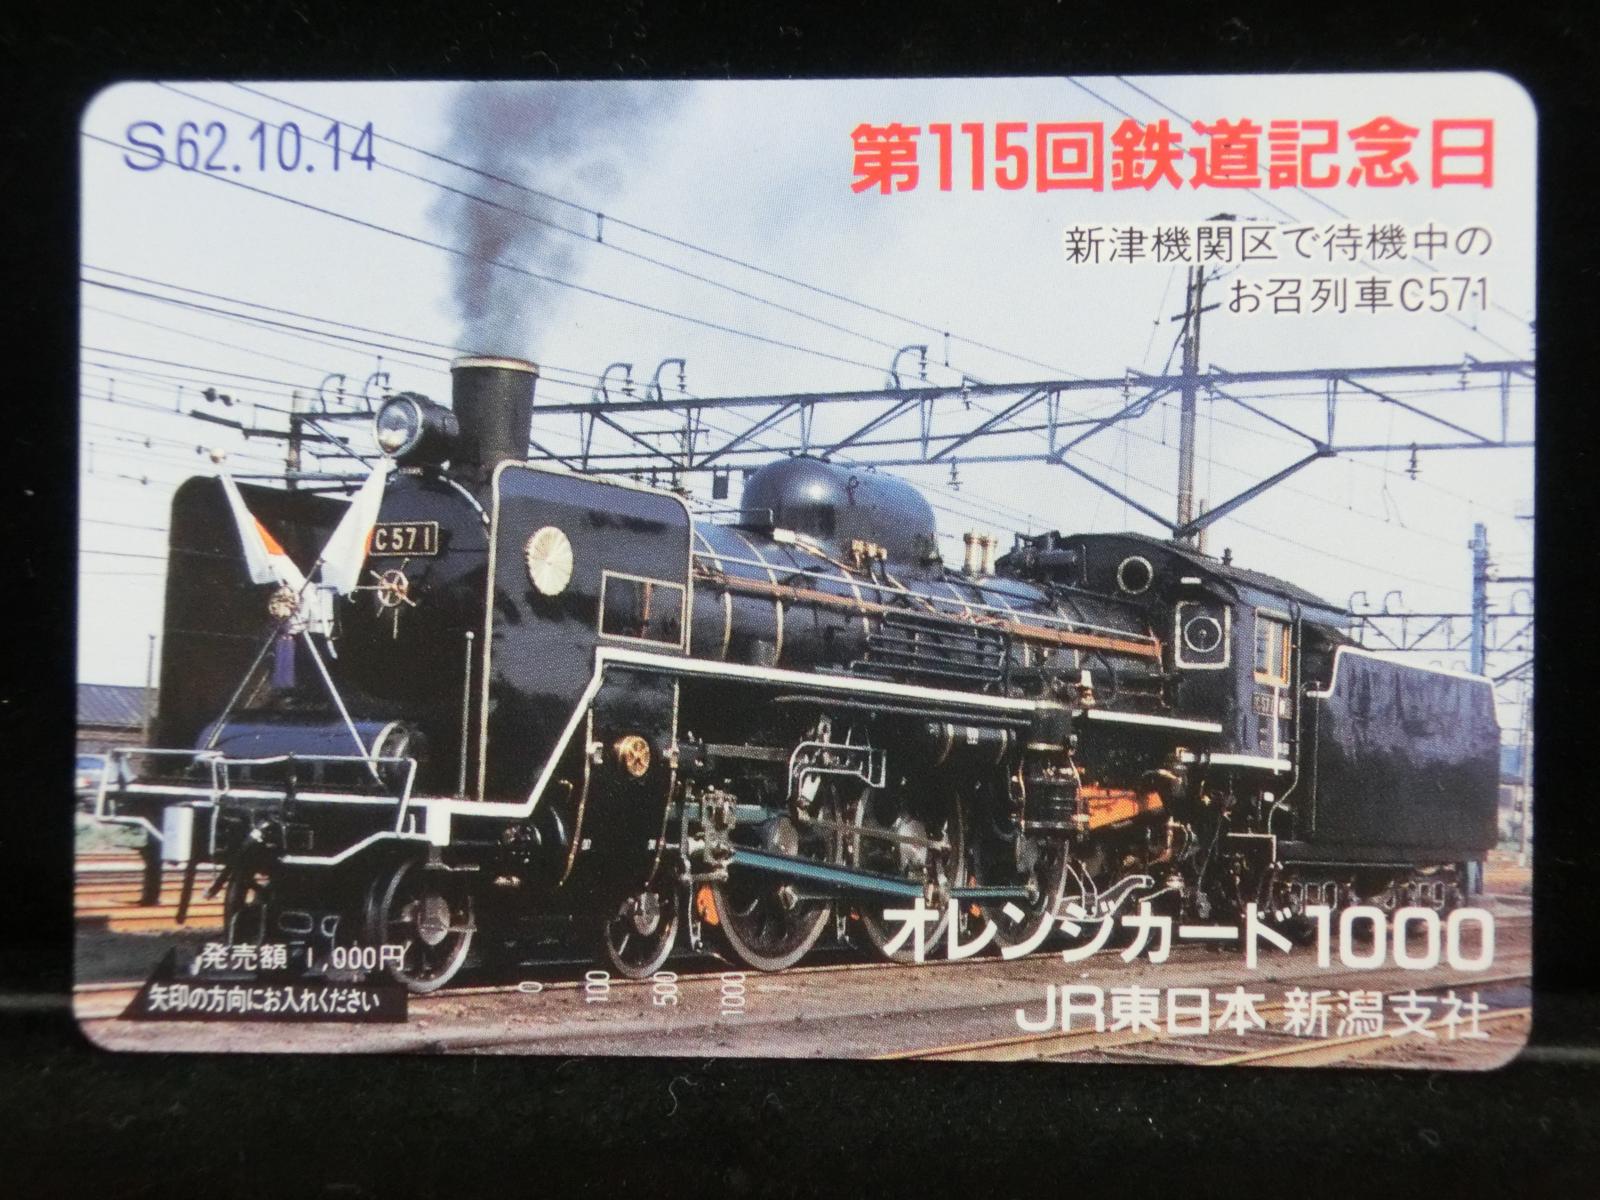 S62.10.14
第115回鉄道記念日
新津機関区で待機中の
お召列車C571
C571
発売額 1,000円
矢印の方向にお入れください
0 100 500 1000
オレンジカード1000
JR東日本 新潟支社